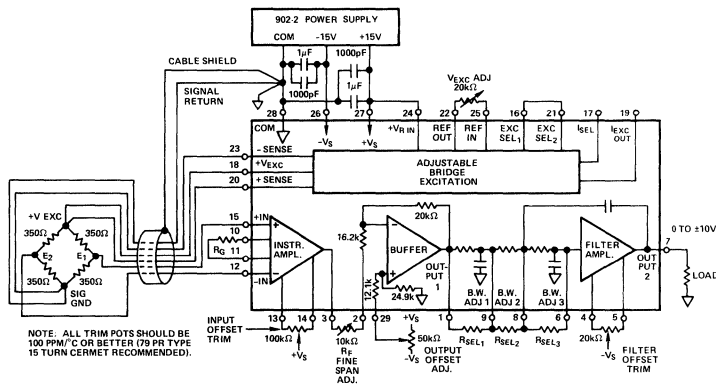 902-2 POWER SUPPLY
COM -15V +15V
CABLE SHIELD
1μF
1000pF
1000pF
1μF
SIGNAL
RETURN
V EXC ADJ
20kΩ
28 26 27 24 22 25 16 21 17 19
COM
-VS +VS
+VR IN
REF OUT
REF IN
EXC SEL1
EXC SEL2
ISEL
IEXC OUT
23 -SENSE
18 +VEXC
20 +SENSE
ADJUSTABLE
BRIDGE
EXCITATION
+V EXC
350Ω 350Ω
E2 E1
350Ω 350Ω
SIG
GND
15 +IN
10
RG
11
12 -IN
INSTR.
AMPL.
16.2k
20kΩ
BUFFER
12.1k
24.9k
OUT-
PUT
1
B.W.
ADJ 1
B.W.
ADJ 2
B.W.
ADJ 3
FILTER
AMPL.
OUT
PUT 2
7
0 TO ±10V
LOAD
13 14 3 2 29 1 9 8 6 4 5
INPUT
OFFSET
TRIM
100kΩ
+VS
10kΩ
RF
FINE
SPAN
ADJ.
+VS
50kΩ
-VS
OUTPUT
OFFSET
ADJ.
RSEL1 RSEL2 RSEL3
20kΩ
-VS
FILTER
OFFSET
TRIM
NOTE: ALL TRIM POTS SHOULD BE
100 PPM/°C OR BETTER (79 PR TYPE
15 TURN CERMET RECOMMENDED).